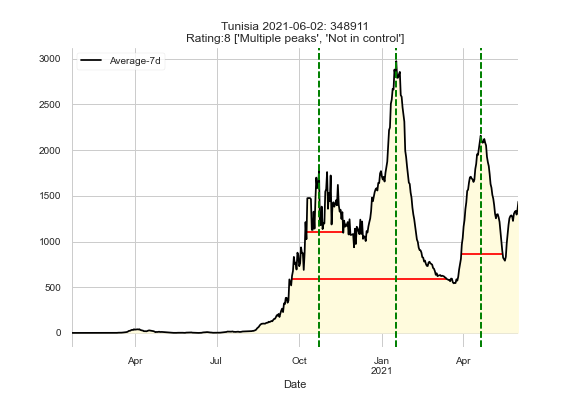 Tunisia 2021-06-02: 348911
Rating:8 ['Multiple peaks', 'Not in control']
Average-7d
3000
2500
2000
1500
1000
500
0
Apr
Jul
Oct
Jan
2021
Apr
Date